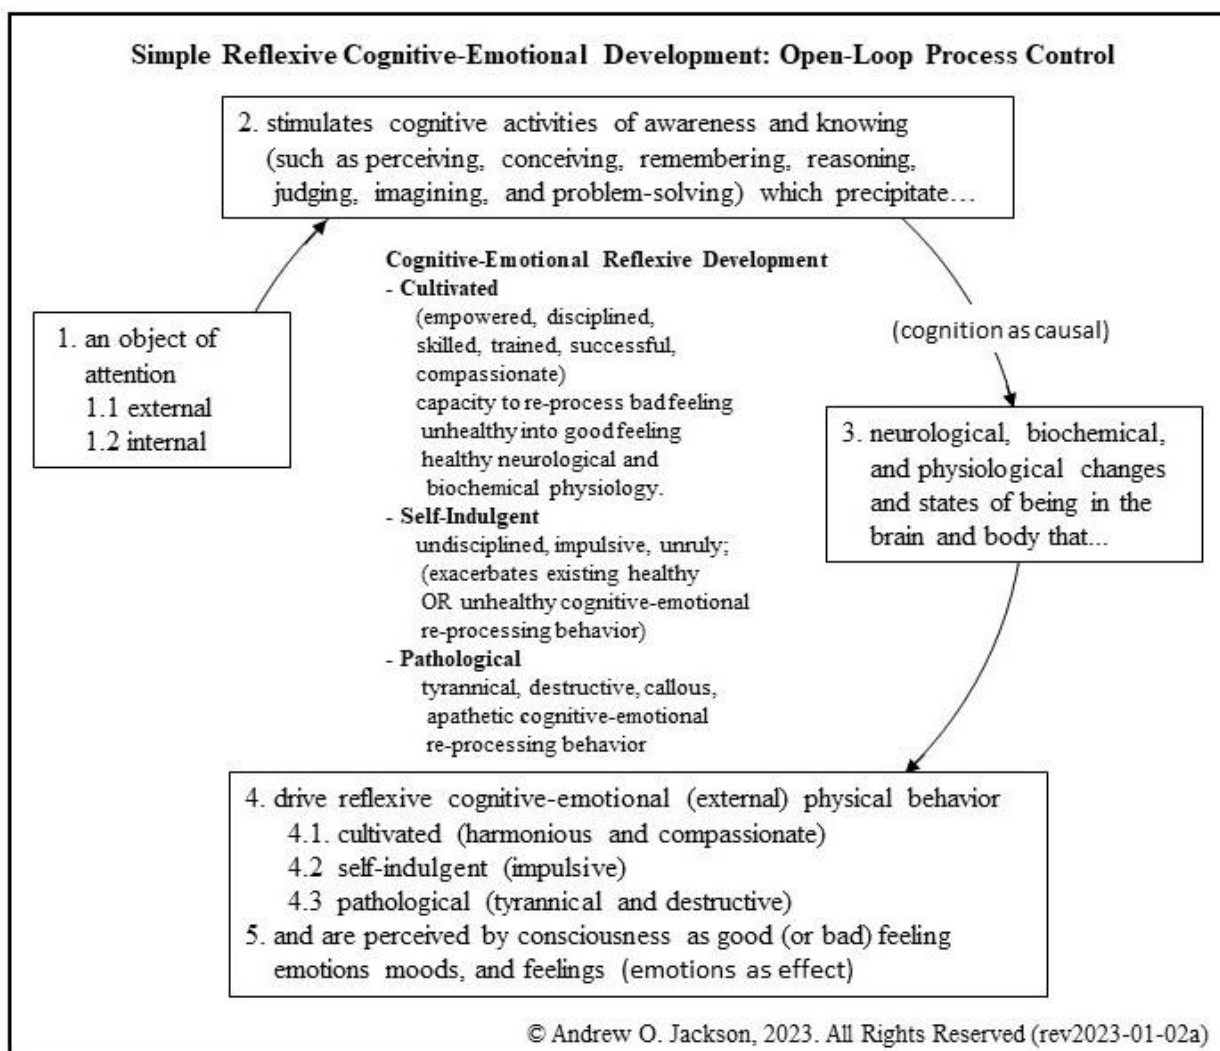 Simple Reflexive Cognitive-Emotional Development: Open-Loop Process Control
2. stimulates cognitive activities of awareness and knowing
(such as perceiving, conceiving, remembering, reasoning,
judging, imagining, and problem-solving) which precipitate…
1. an object of
attention
1.1 external
1.2 internal
Cognitive-Emotional Reflexive Development
- Cultivated
(empowered, disciplined,
skilled, trained, successful,
compassionate)
capacity to re-process bad feeling
unhealthy into good feeling
healthy neurological and
biochemical physiology.
- Self-Indulgent
undisciplined, impulsive, unruly;
(exacerbates existing healthy
OR unhealthy cognitive-emotional
re-processing behavior)
- Pathological
tyrannical, destructive, callous,
apathetic cognitive-emotional
re-processing behavior
(cognition as causal)
3. neurological, biochemical,
and physiological changes
and states of being in the
brain and body that...
4. drive reflexive cognitive-emotional (external) physical behavior
4.1. cultivated (harmonious and compassionate)
4.2 self-indulgent (impulsive)
4.3 pathological (tyrannical and destructive)
5. and are perceived by consciousness as good (or bad) feeling
emotions moods, and feelings (emotions as effect)
© Andrew O. Jackson, 2023. All Rights Reserved (rev2023-01-02a)